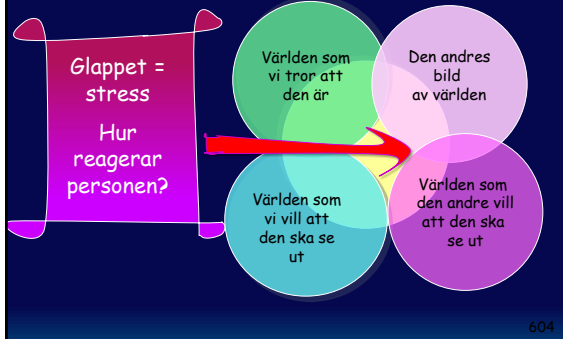 Glappet =
stress
Hur
reagerar
personen?
Världen som
vi tror att
den är
Den andres
bild
av världen
Världen som
vi vill att
den ska se
ut
Världen som
den andre vill
att den ska
se ut
604